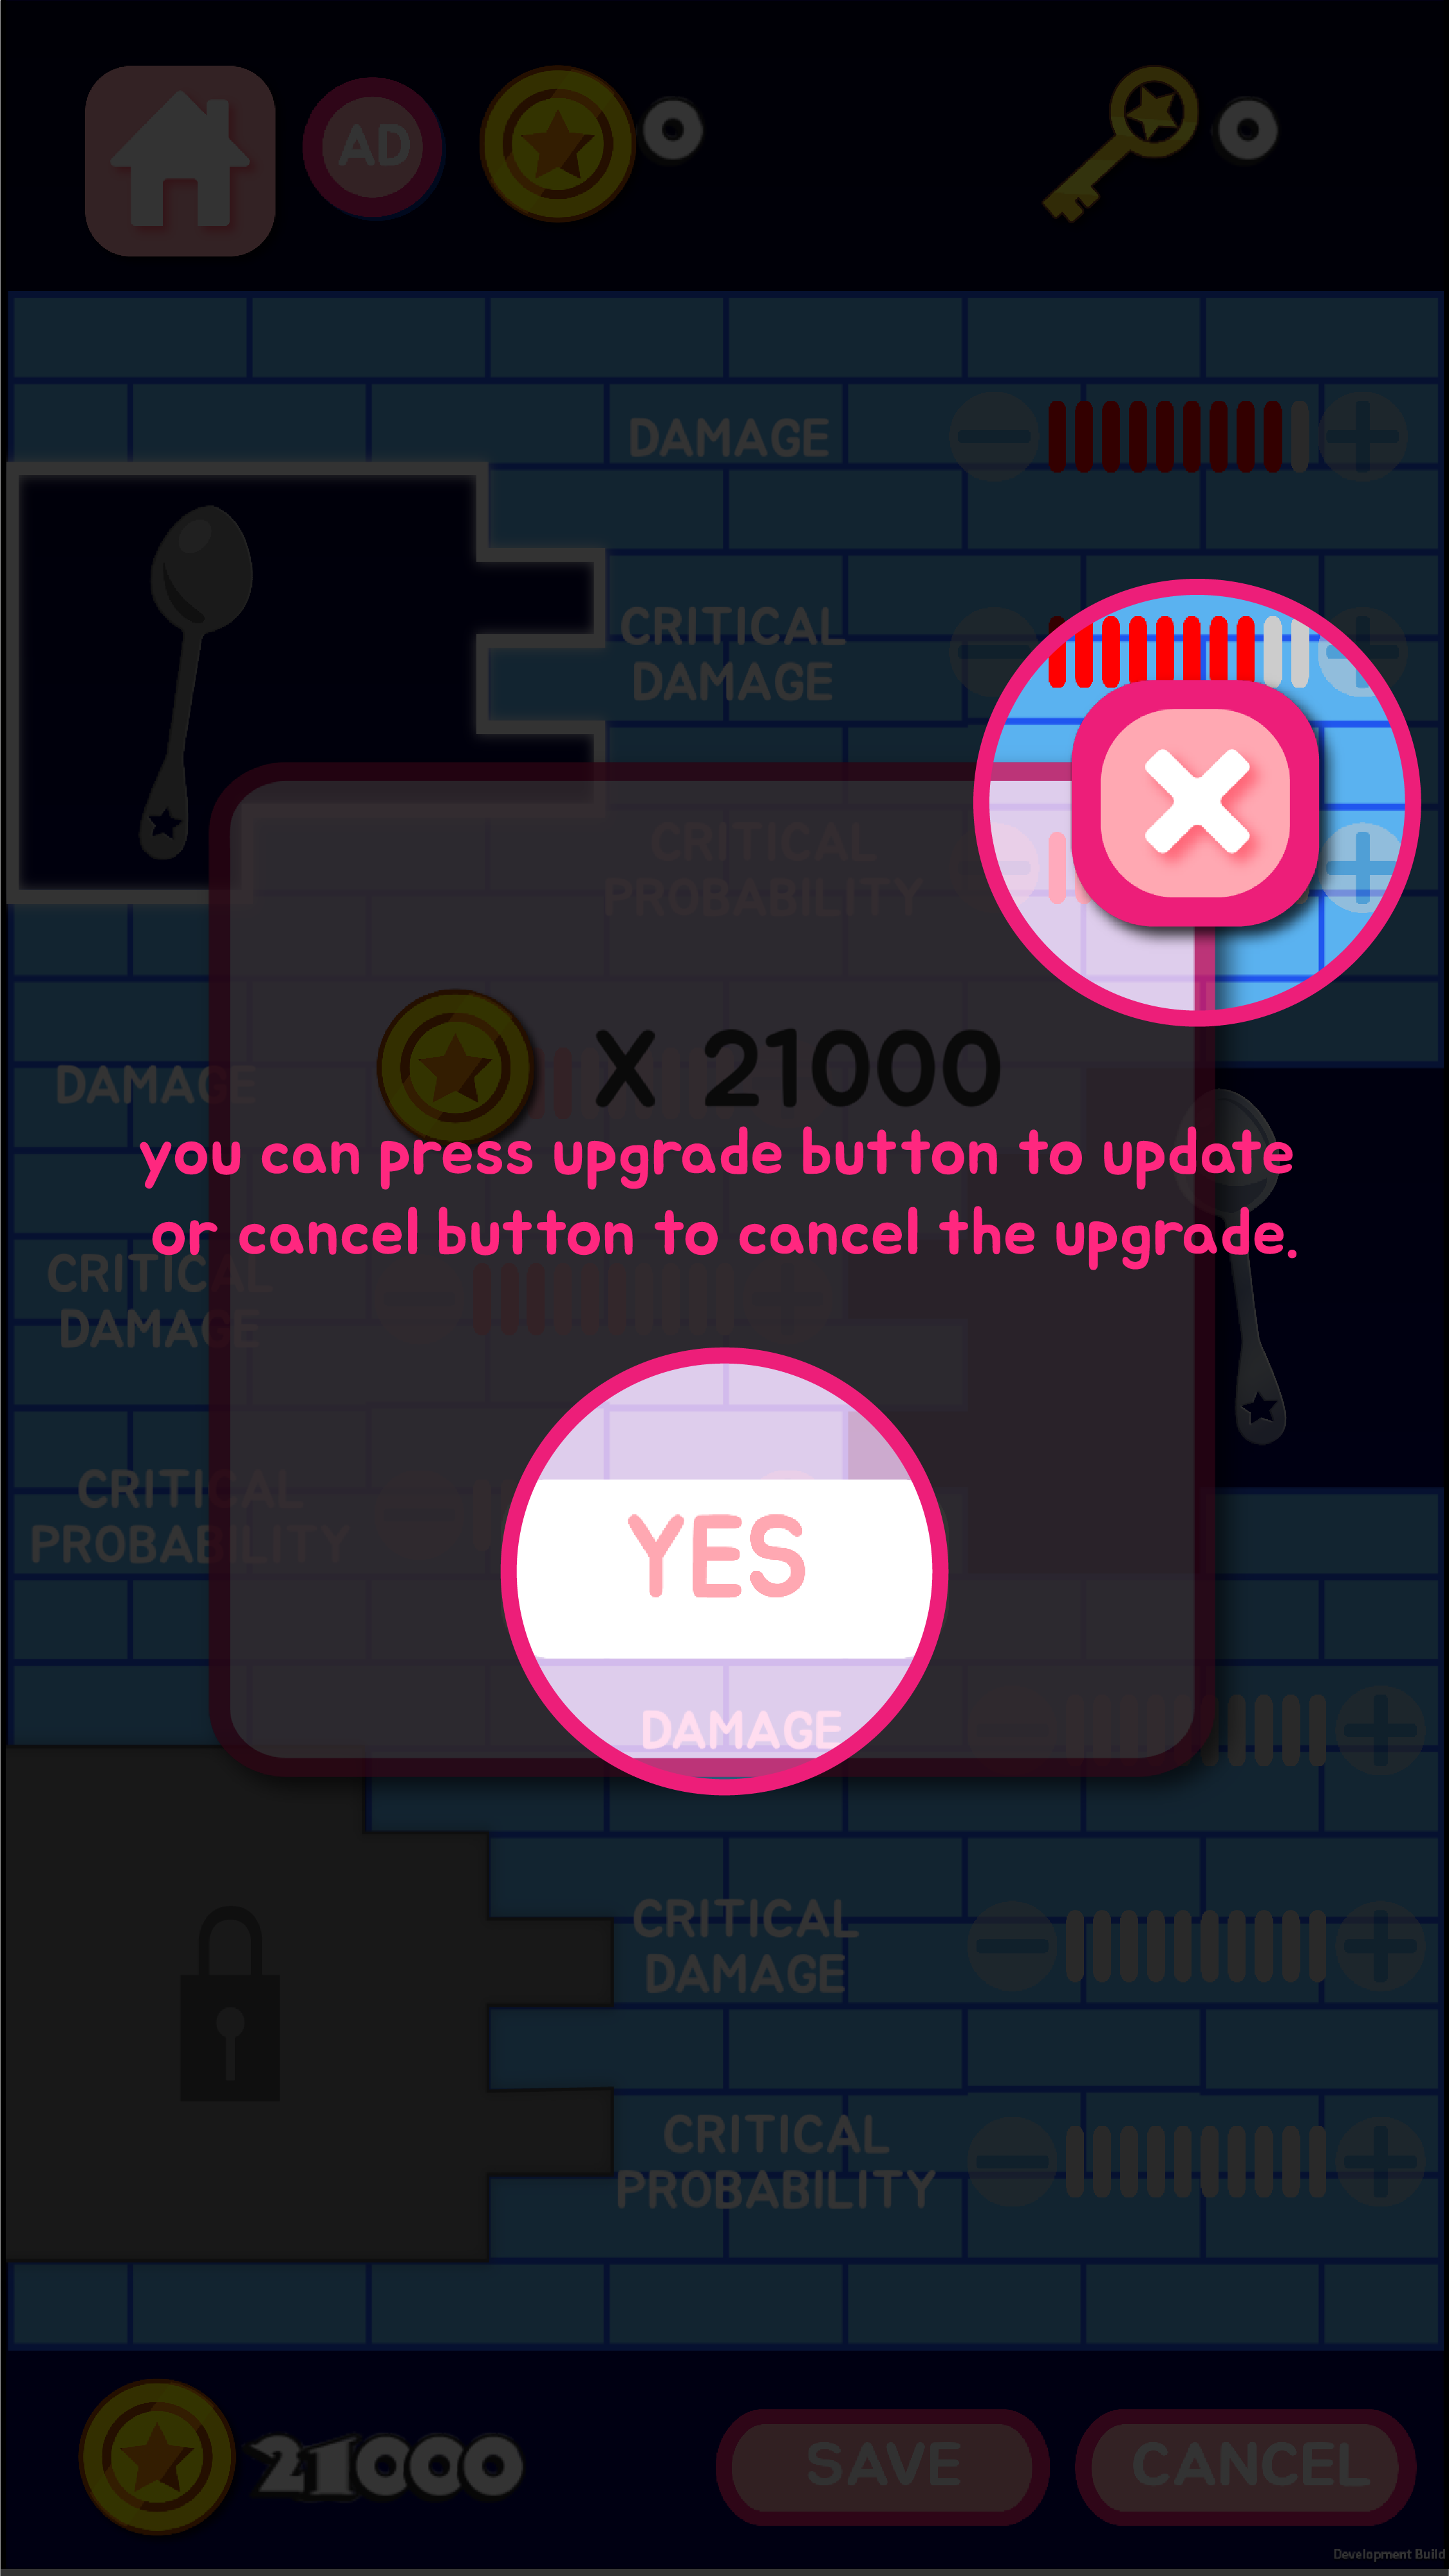 AD
0
0
DAMAGE
CRITICAL
DAMAGE
CRITICAL
PROBABILITY
X 21000
DAMAGE
you can press upgrade button to update
or cancel button to cancel the upgrade.
CRITICAL
DAMAGE
CRITICAL
PROBABILITY
YES
DAMAGE
CRITICAL
DAMAGE
CRITICAL
PROBABILITY
21000
SAVE
CANCEL
Development Build